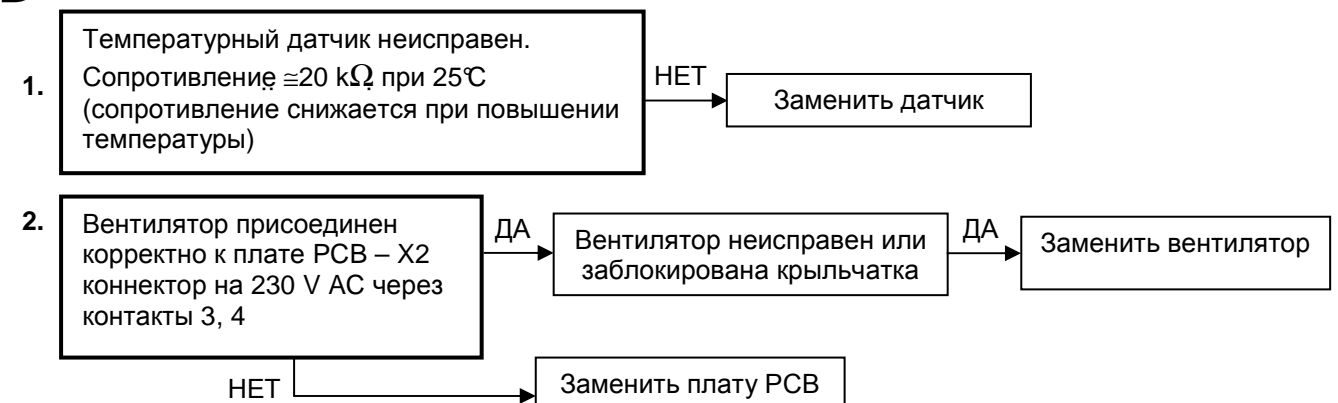 1.
Температурный датчик неисправен.
Сопротивление ≅20 kΩ при 25℃
(сопротивление снижается при повышении
температуры)
НЕТ
Заменить датчик
2.
Вентилятор присоединен
корректно к плате PCB – X2
коннектор на 230 V AC через
контакты 3, 4
ДА
Вентилятор неисправен или
заблокирована крыльчатка
ДА
Заменить вентилятор
НЕТ
Заменить плату PCB